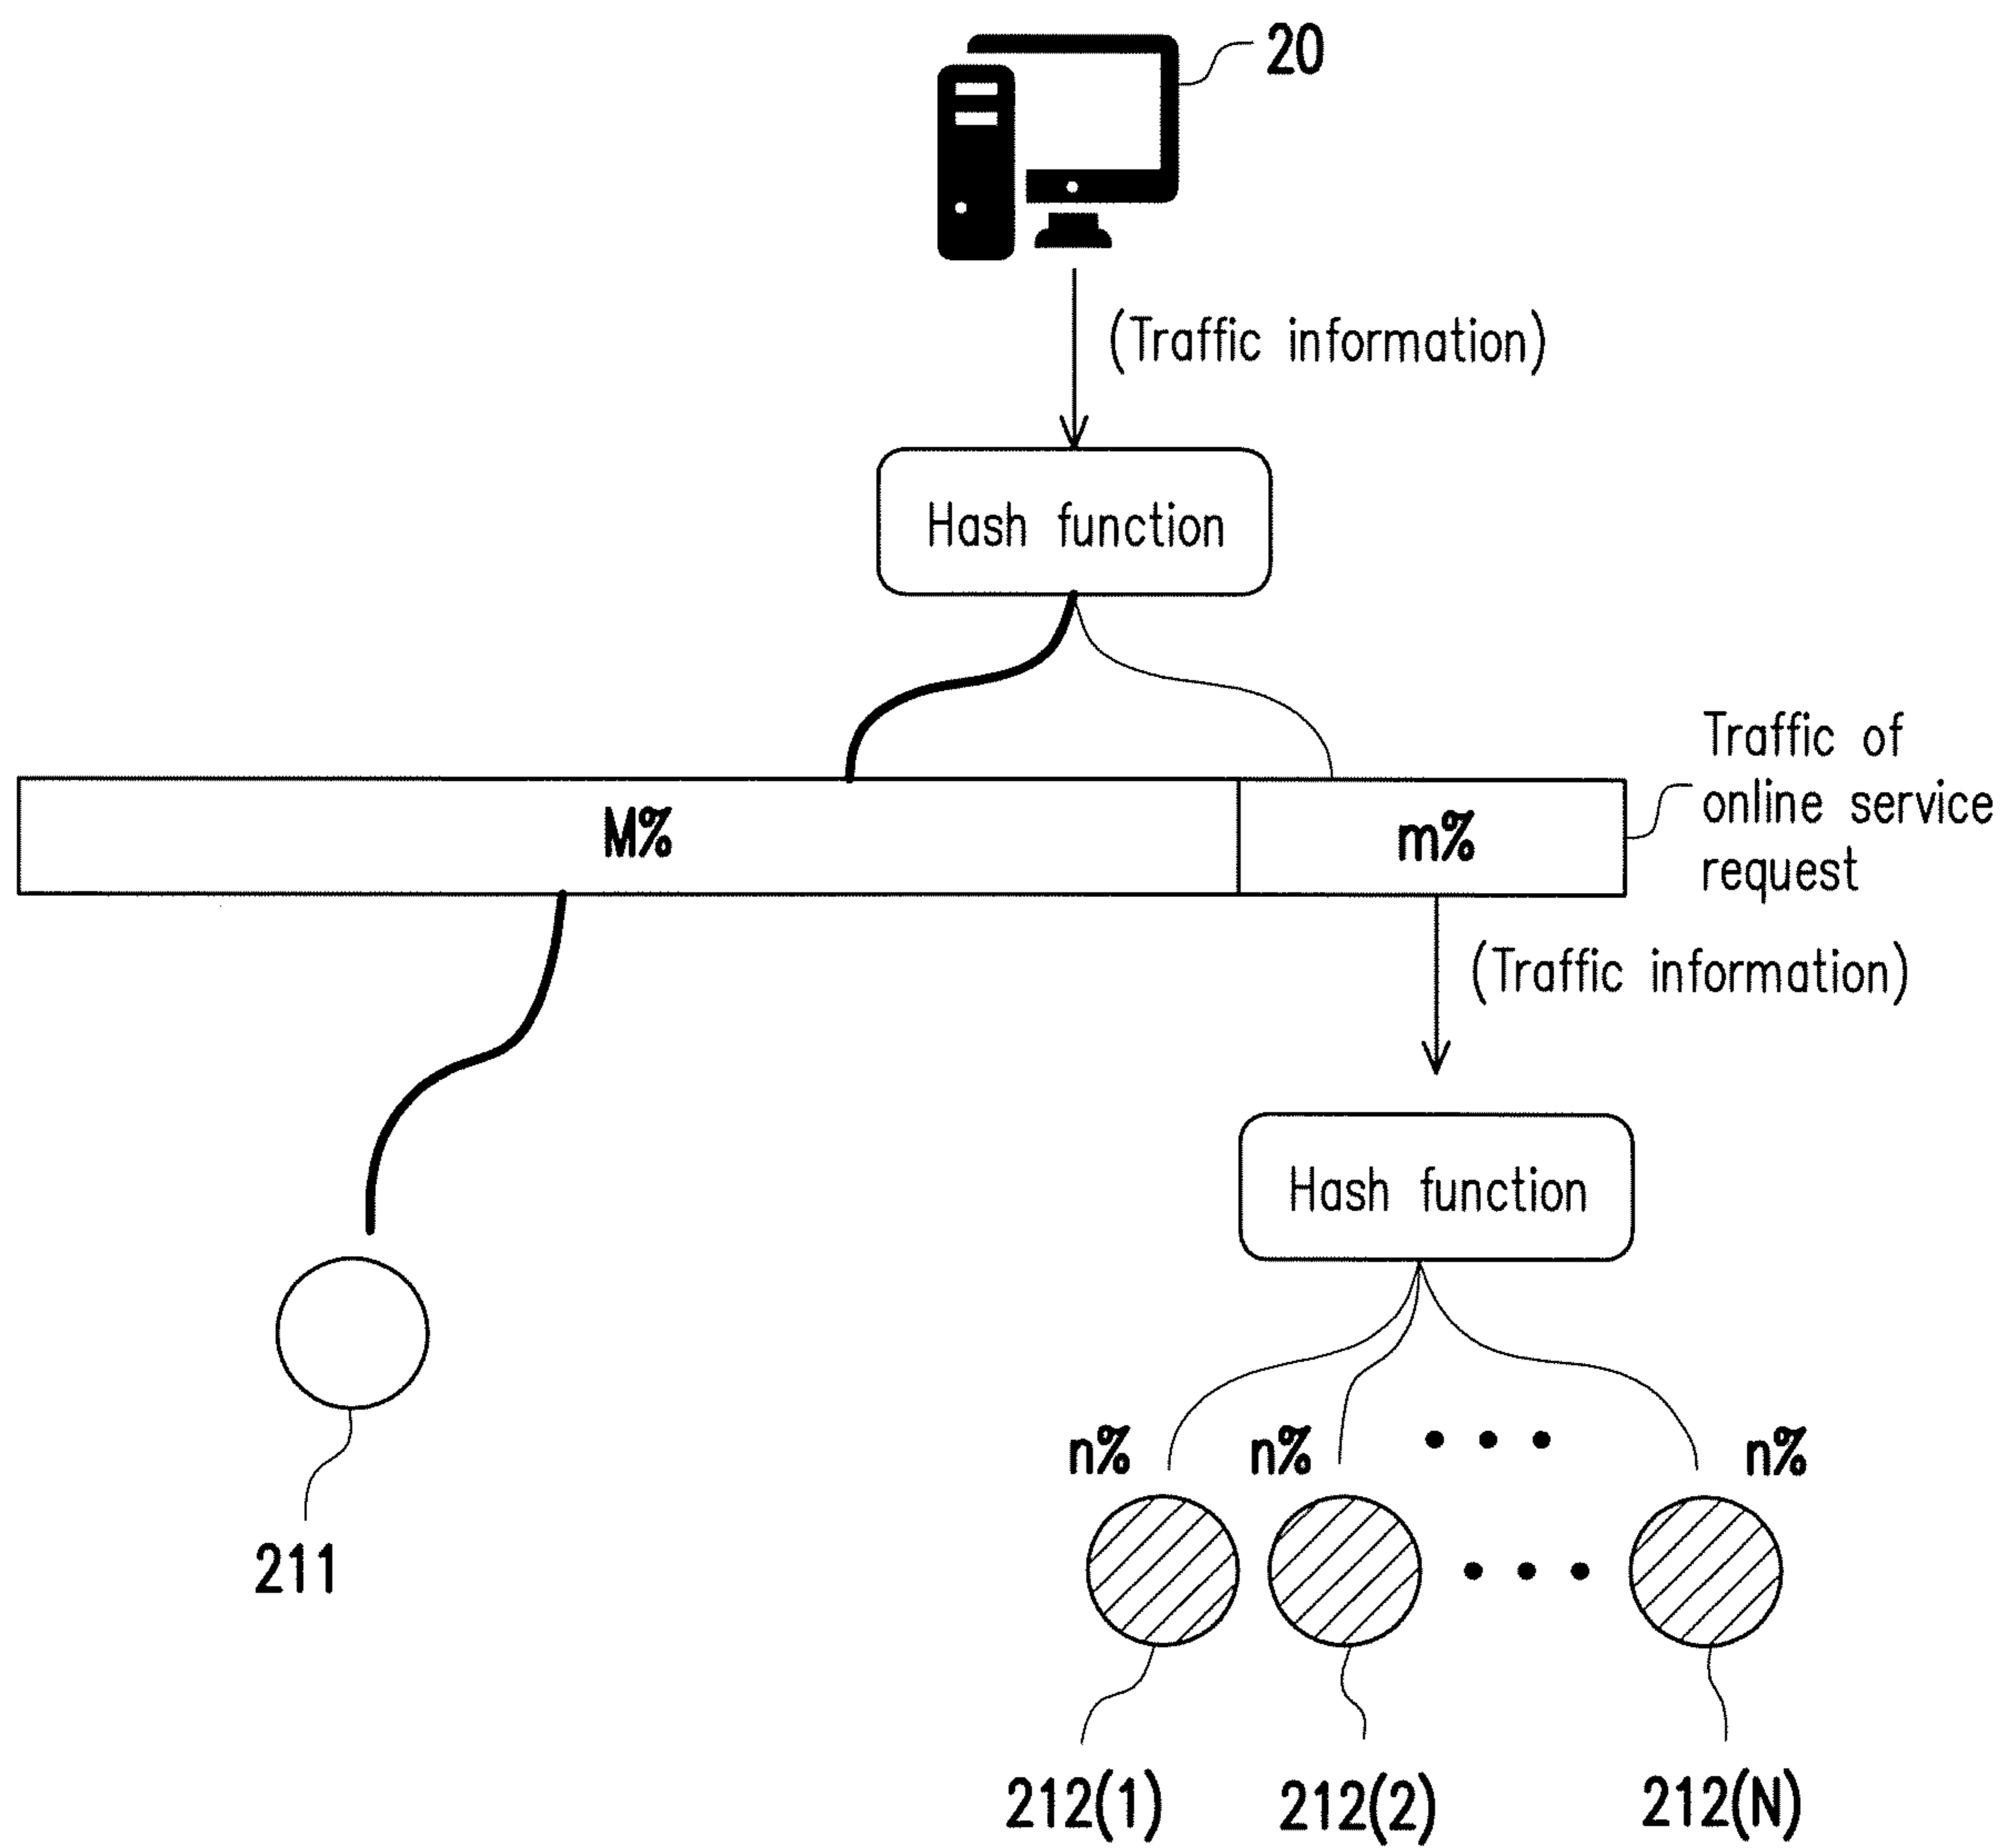 20
(Traffic information)
Hash function
Traffic of
online service
request
M%
m%
(Traffic information)
Hash function
n%
n%
n%
211
212(1)
212(2)
212(N)